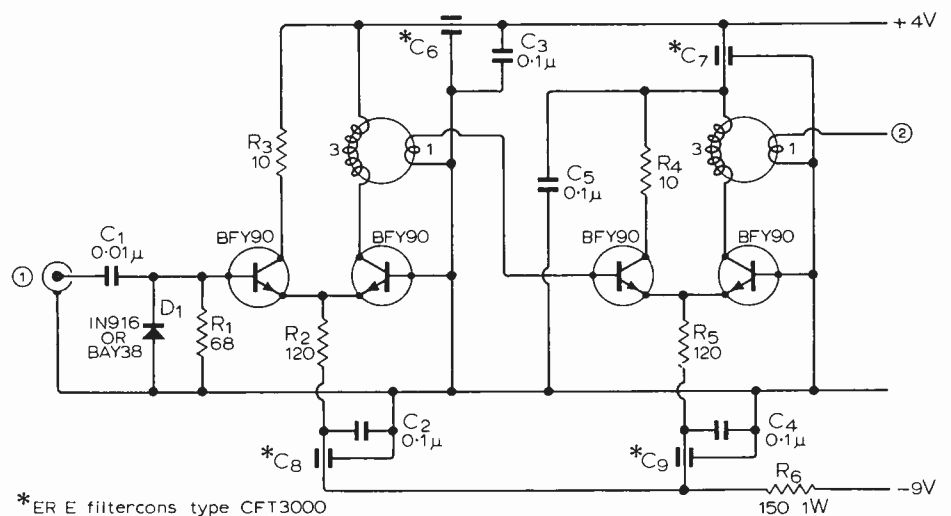 +4V
*C6
C3
0·1μ
*C7
R3
10
3
1
C5
0·1μ
R4
10
3
1
②
C1
0·01μ
BFY90
BFY90
BFY90
BFY90
①
D1
IN916
OR
BAY38
R1
68
R2
120
R5
120
C2
0·1μ
C4
0·1μ
*C8
*C9
R6
150 1W
-9V
*ER E filtercons type CFT3000